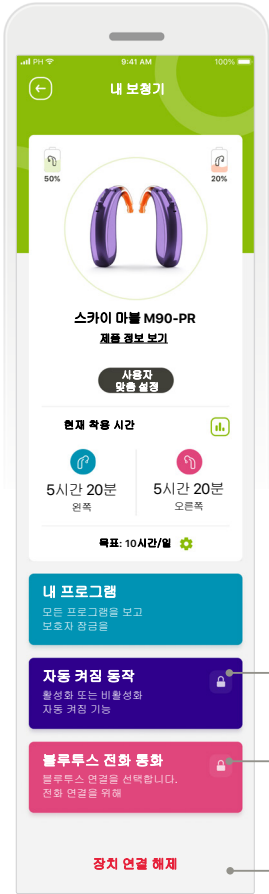 PH 9:41 AM 100%
내 보청기
50% 20%
스카이 마블 M90-PR
제품 정보 보기
사용자
맞춤 설정
현재 착용 시간
5시간 20분 5시간 20분
왼쪽 오른쪽
목표: 10시간/일
내 프로그램
모든 프로그램을 보고
보호자 잠금을
자동 켜짐 동작
활성화 또는 비활성화
자동 켜짐 기능
블루투스 전화 통화
블루투스 연결을 선택합니다.
전화 연결을 위해
장치 연결 해제